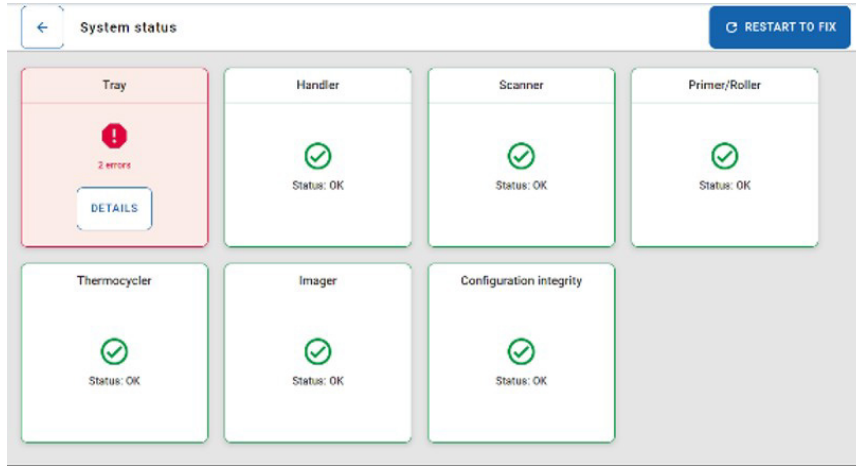 System status
RESTART TO FIX
Tray
2 errors
DETAILS
Handler
Status: OK
Scanner
Status: OK
Primer/Roller
Status: OK
Thermocycler
Status: OK
Imager
Status: OK
Configuration integrity
Status: OK